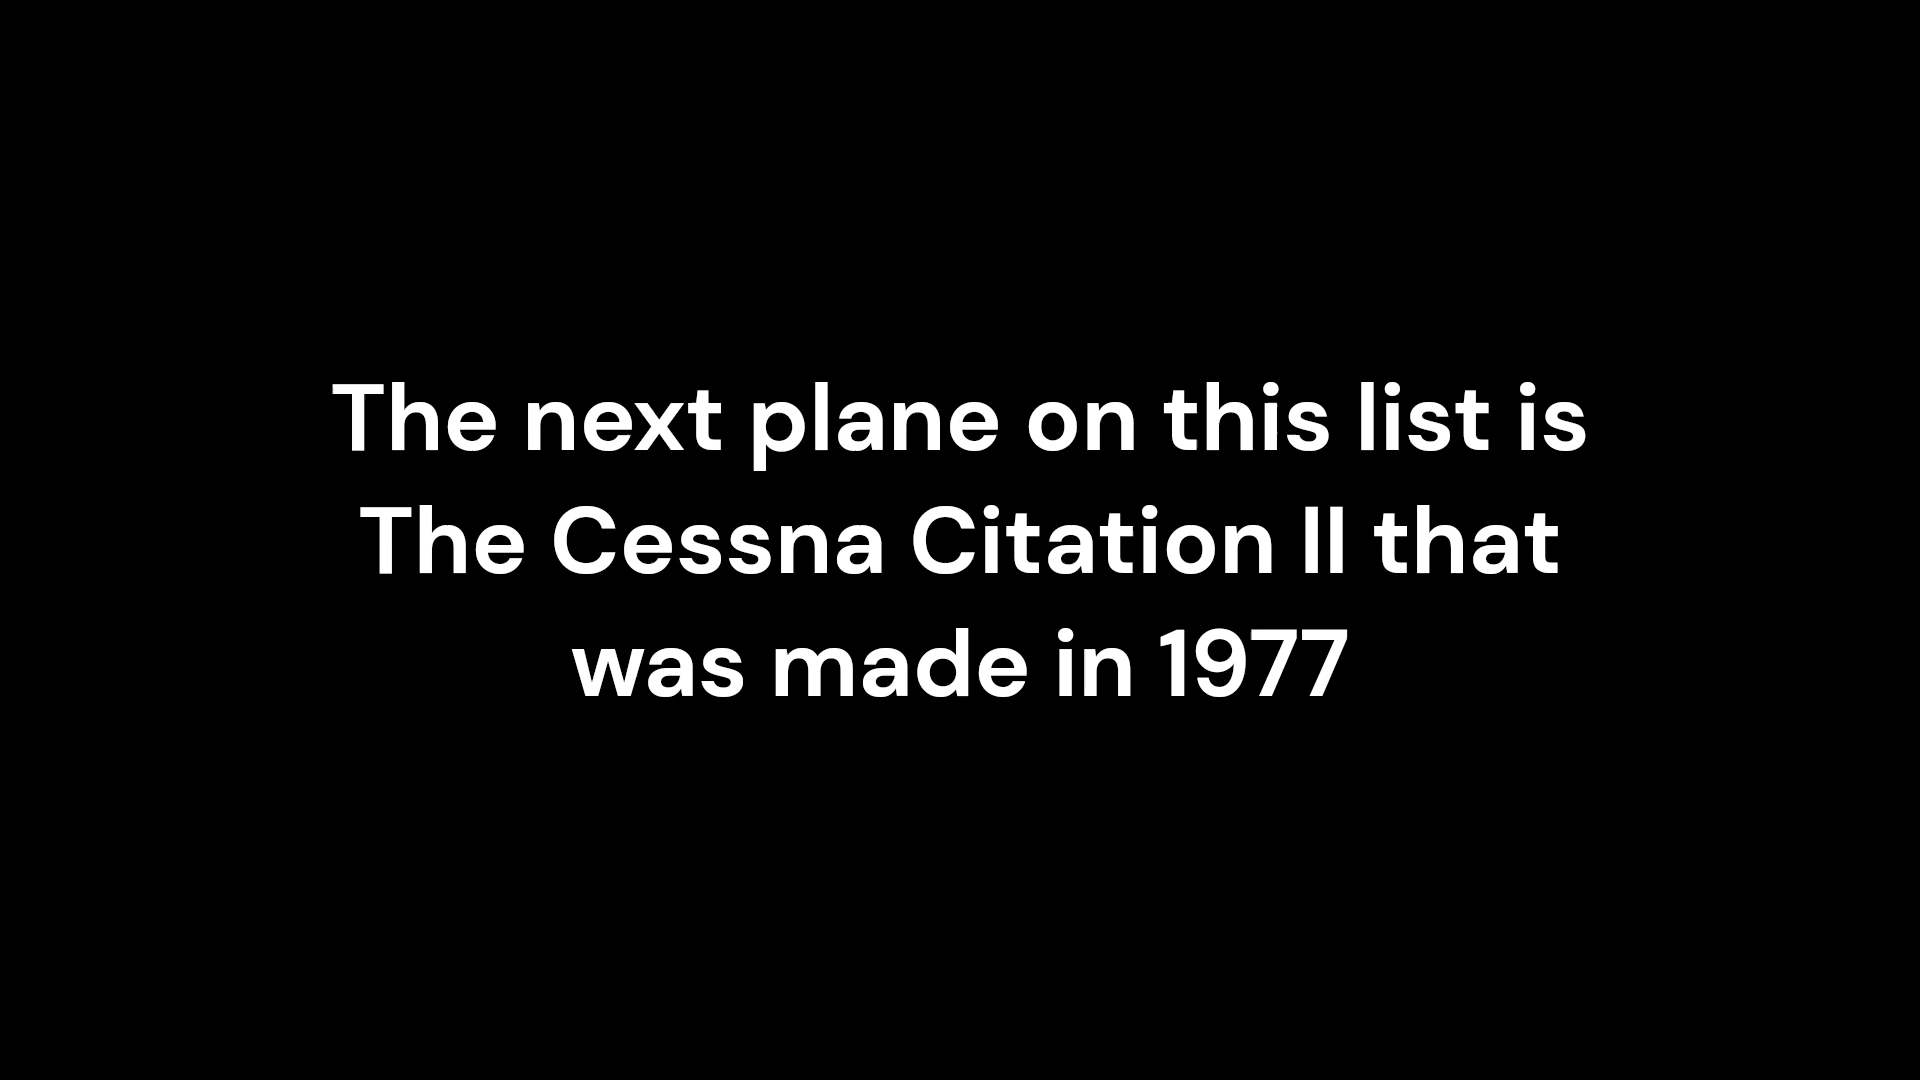 The next plane on this list is
The Cessna Citation II that
was made in 1977